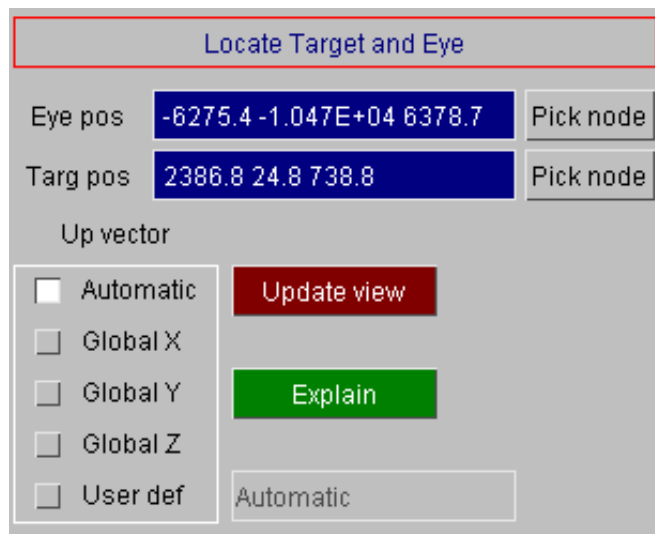 Locate Target and Eye
Eye pos -6275.4 -1.047E+04 6378.7 Pick node
Targ pos 2386.8 24.8 738.8 Pick node
Up vector
Automatic Update view
Global X
Global Y Explain
Global Z
User def Automatic